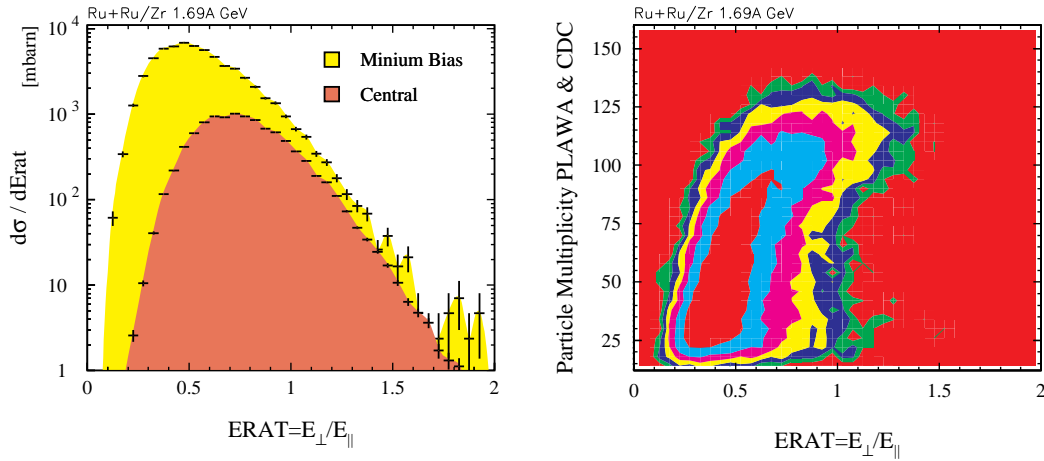 Ru+Ru/Zr 1.69A GeV
dσ / dErat [mbarn]
10⁴
10³
10²
10
1
Minium Bias
Central
0 0.5 1 1.5 2
ERAT=E⊥/E∥
Ru+Ru/Zr 1.69A GeV
Particle Multiplicity PLAWA & CDC
150
125
100
75
50
25
0 0.5 1 1.5 2
ERAT=E⊥/E∥